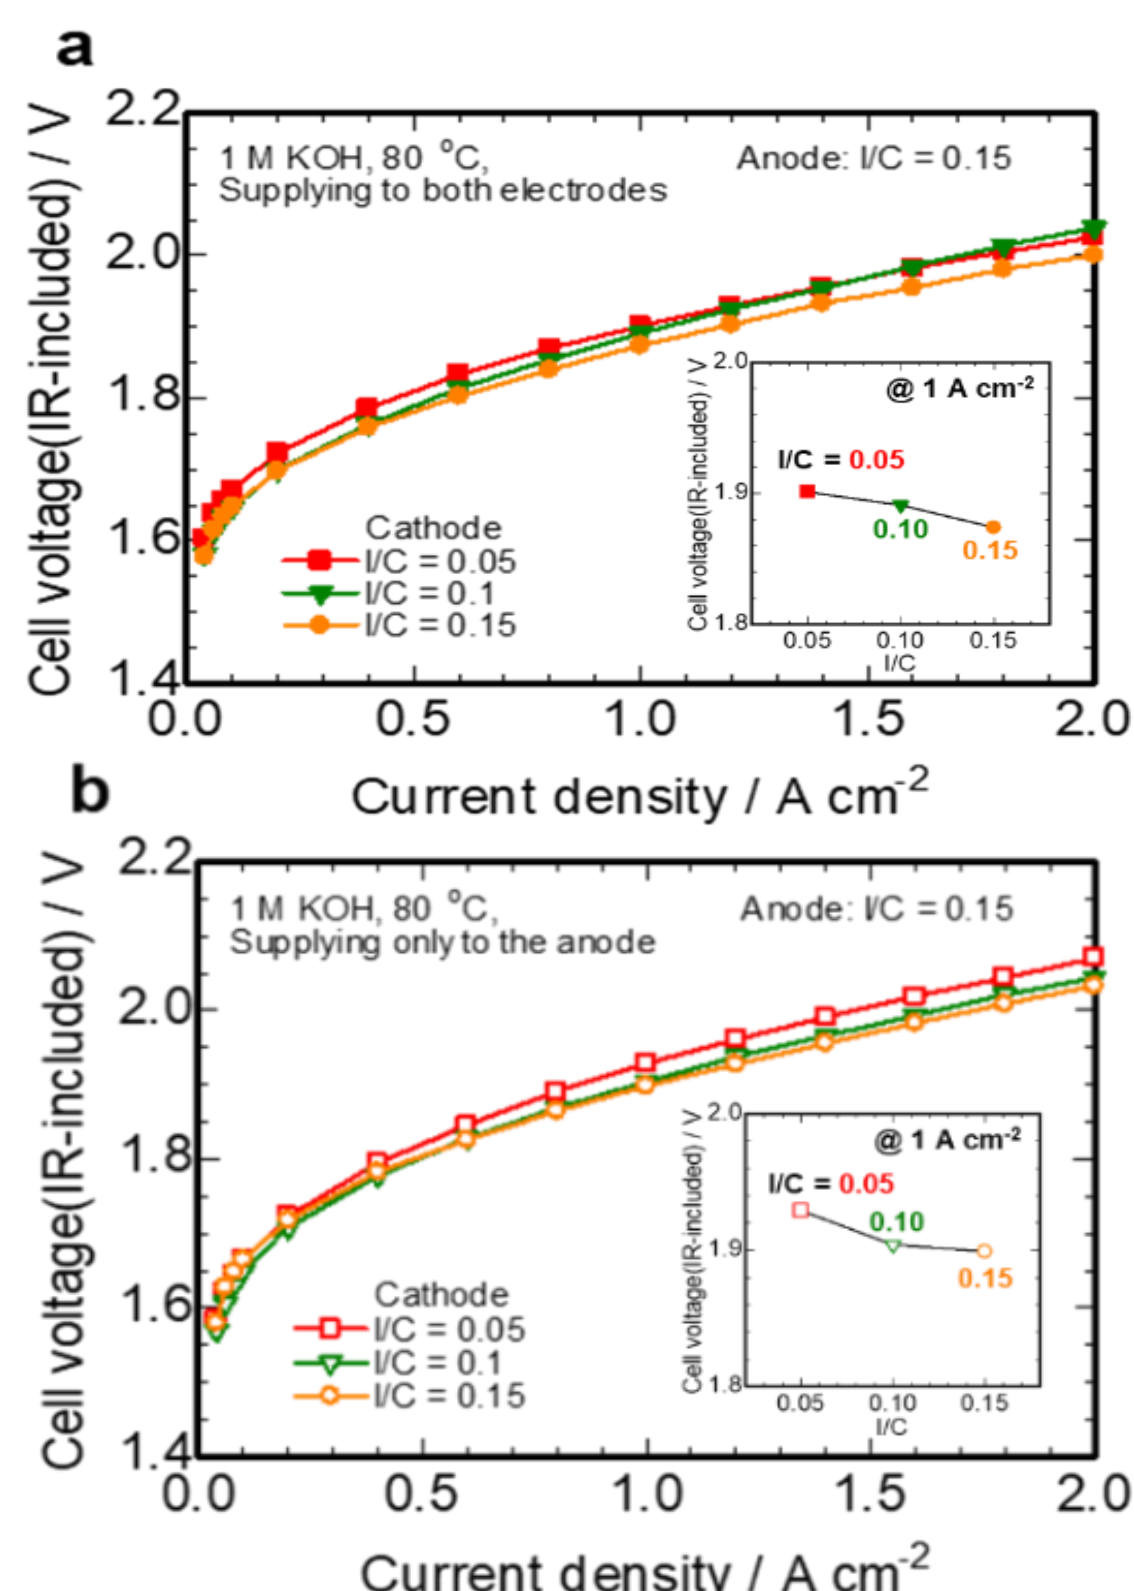 a
Cell voltage(IR-included) / V
2.2
2.0
1.8
1.6
1.4
1 M KOH, 80 °C,
Supplying to both electrodes
Anode: I/C = 0.15
Cathode
I/C = 0.05
I/C = 0.1
I/C = 0.15
Cell voltage(IR-included) / V
2.0
1.9
1.8
@ 1 A cm-2
I/C = 0.05
0.10
0.15
0.05 0.10 0.15
I/C
0.0 0.5 1.0 1.5 2.0
Current density / A cm-2
b
Cell voltage(IR-included) / V
2.2
2.0
1.8
1.6
1.4
1 M KOH, 80 °C,
Supplying only to the anode
Anode: I/C = 0.15
Cathode
I/C = 0.05
I/C = 0.1
I/C = 0.15
Cell voltage(IR-included) / V
2.0
1.9
1.8
@ 1 A cm-2
I/C = 0.05
0.10
0.15
0.05 0.10 0.15
I/C
0.0 0.5 1.0 1.5 2.0
Current density / A cm-2